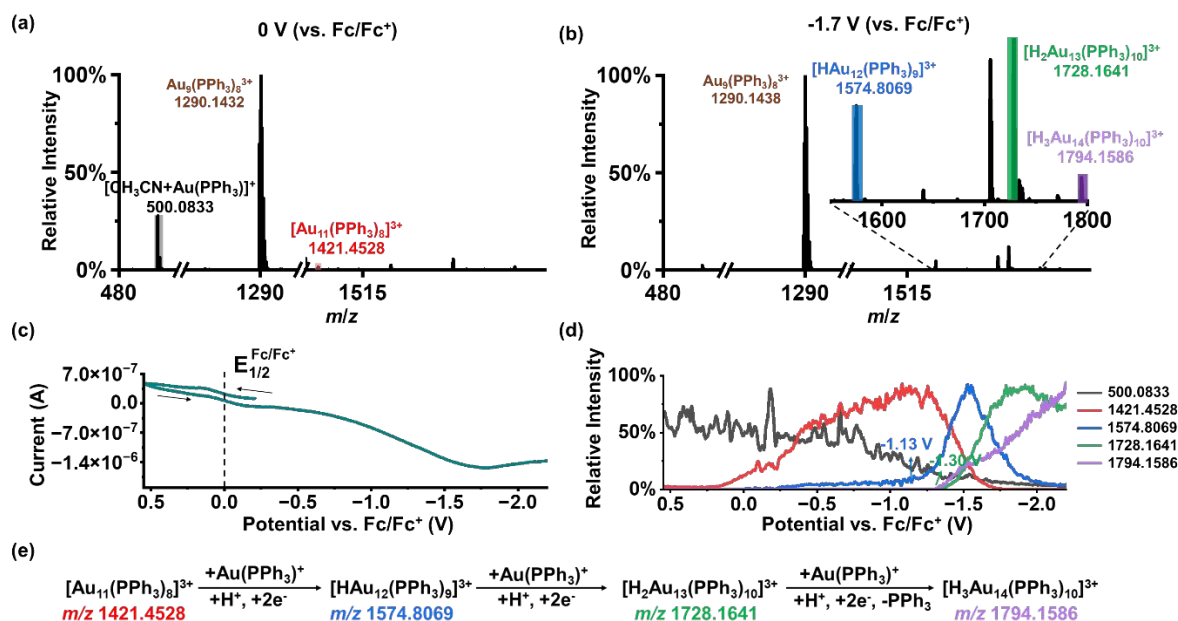 (a)
0 V (vs. Fc/Fc⁺)
Relative Intensity
100%
50%
0%
Au₉(PPh₃)₈³⁺
1290.1432
[CH₃CN+Au(PPh₃)]⁺
500.0833
[Au₁₁(PPh₃)₈]³⁺
1421.4528
480
1290
1515
m/z
(b)
-1.7 V (vs. Fc/Fc⁺)
Relative Intensity
100%
50%
0%
Au₉(PPh₃)₈³⁺
1290.1438
[HAu₁₂(PPh₃)₉]³⁺
1574.8069
[H₂Au₁₃(PPh₃)₁₀]³⁺
1728.1641
[H₃Au₁₄(PPh₃)₁₀]³⁺
1794.1586
1600
1700
1800
480
1290
1515
m/z
(c)
E₁/₂^Fc/Fc⁺
Current (A)
7.0×10⁻⁷
0.0
−7.0×10⁻⁷
−1.4×10⁻⁶
0.5
0.0
−0.5
−1.0
−1.5
−2.0
Potential vs. Fc/Fc⁺ (V)
(d)
Relative Intensity
100%
50%
0%
-1.13 V
-1.30 V
500.0833
1421.4528
1574.8069
1728.1641
1794.1586
0.5
0.0
−0.5
−1.0
−1.5
−2.0
Potential vs. Fc/Fc⁺ (V)
(e)
[Au₁₁(PPh₃)₈]³⁺
m/z 1421.4528
+Au(PPh₃)⁺
+H⁺, +2e⁻
[HAu₁₂(PPh₃)₉]³⁺
m/z 1574.8069
+Au(PPh₃)⁺
+H⁺, +2e⁻
[H₂Au₁₃(PPh₃)₁₀]³⁺
m/z 1728.1641
+Au(PPh₃)⁺
+H⁺, +2e⁻, -PPh₃
[H₃Au₁₄(PPh₃)₁₀]³⁺
m/z 1794.1586